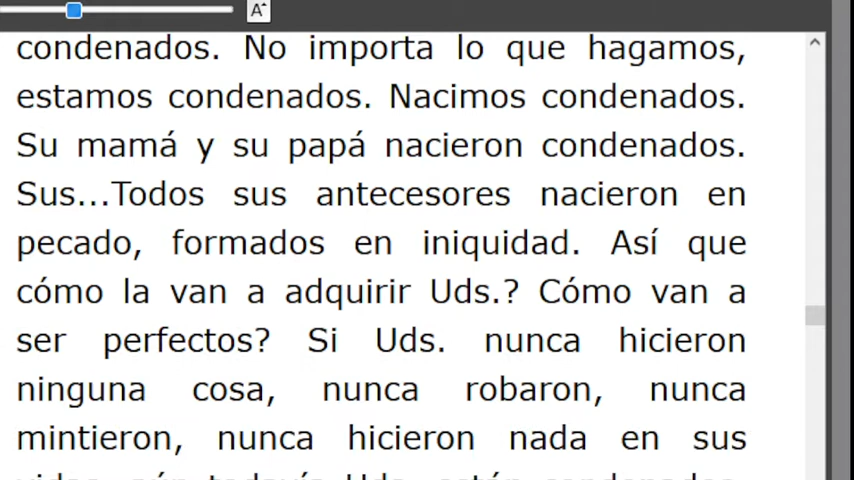 A
condenados. No importa lo que hagamos,
estamos condenados. Nacimos condenados.
Su mamá y su papá nacieron condenados.
Sus...Todos sus antecesores nacieron en
pecado, formados en iniquidad. Así que
cómo la van a adquirir Uds.? Cómo van a
ser perfectos? Si Uds. nunca hicieron
ninguna cosa, nunca robaron, nunca
mintieron, nunca hicieron nada en sus